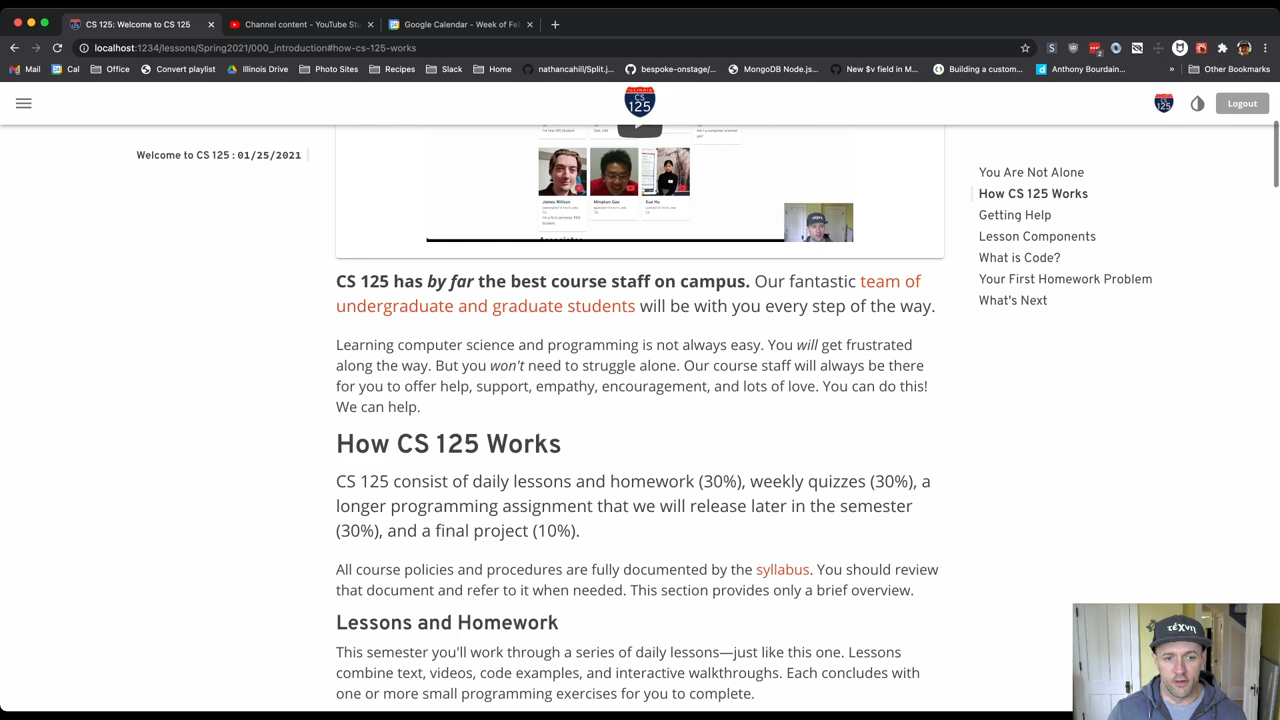 CS 125: Welcome to CS 125
Channel content - YouTube Stu
Google Calendar - Week of Feb
localhost:1234/lessons/Spring2021/000_introduction#how-cs-125-works
Mail
Cal
Office
Convert playlist
Illinois Drive
Photo Sites
Recipes
Home
nathancahill/Split.j...
bespoke-onstage/...
MongoDB Node.js...
New $v field in M...
Building a custom...
Anthony Bourdain...
»
Other Bookmarks
ILLINOIS
CS
125
Logout
Welcome to CS 125 : 01/25/2021
You Are Not Alone
How CS 125 Works
Getting Help
Lesson Components
What is Code?
Your First Homework Problem
What's Next
James Millson
Mingkun Gao
Xue Hu
CS 125 has by far the best course staff on campus. Our fantastic team of
undergraduate and graduate students will be with you every step of the way.
Learning computer science and programming is not always easy. You will get frustrated
along the way. But you won't need to struggle alone. Our course staff will always be there
for you to offer help, support, empathy, encouragement, and lots of love. You can do this!
We can help.
How CS 125 Works
CS 125 consist of daily lessons and homework (30%), weekly quizzes (30%), a
longer programming assignment that we will release later in the semester
(30%), and a final project (10%).
All course policies and procedures are fully documented by the syllabus. You should review
that document and refer to it when needed. This section provides only a brief overview.
Lessons and Homework
This semester you'll work through a series of daily lessons—just like this one. Lessons
combine text, videos, code examples, and interactive walkthroughs. Each concludes with
one or more small programming exercises for you to complete.